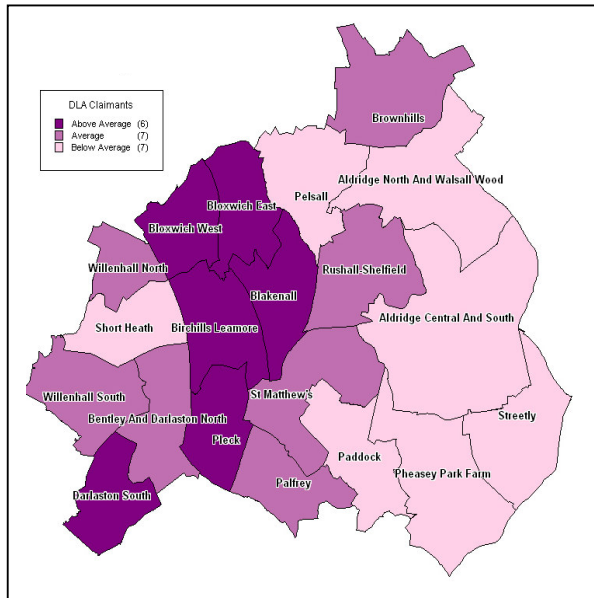 DLA Claimants
Above Average (6)
Average (7)
Below Average (7)
Brownhills
Aldridge North And Walsall Wood
Pelsall
Bloxwich East
Bloxwich West
Willenhall North
Rushall-Shelfield
Blakenall
Short Heath
Birchills Leamore
Aldridge Central And South
Willenhall South
St Matthew's
Bentley And Darlaston North
Streetly
Pleck
Paddock
Pheasey Park Farm
Palfrey
Darlaston South